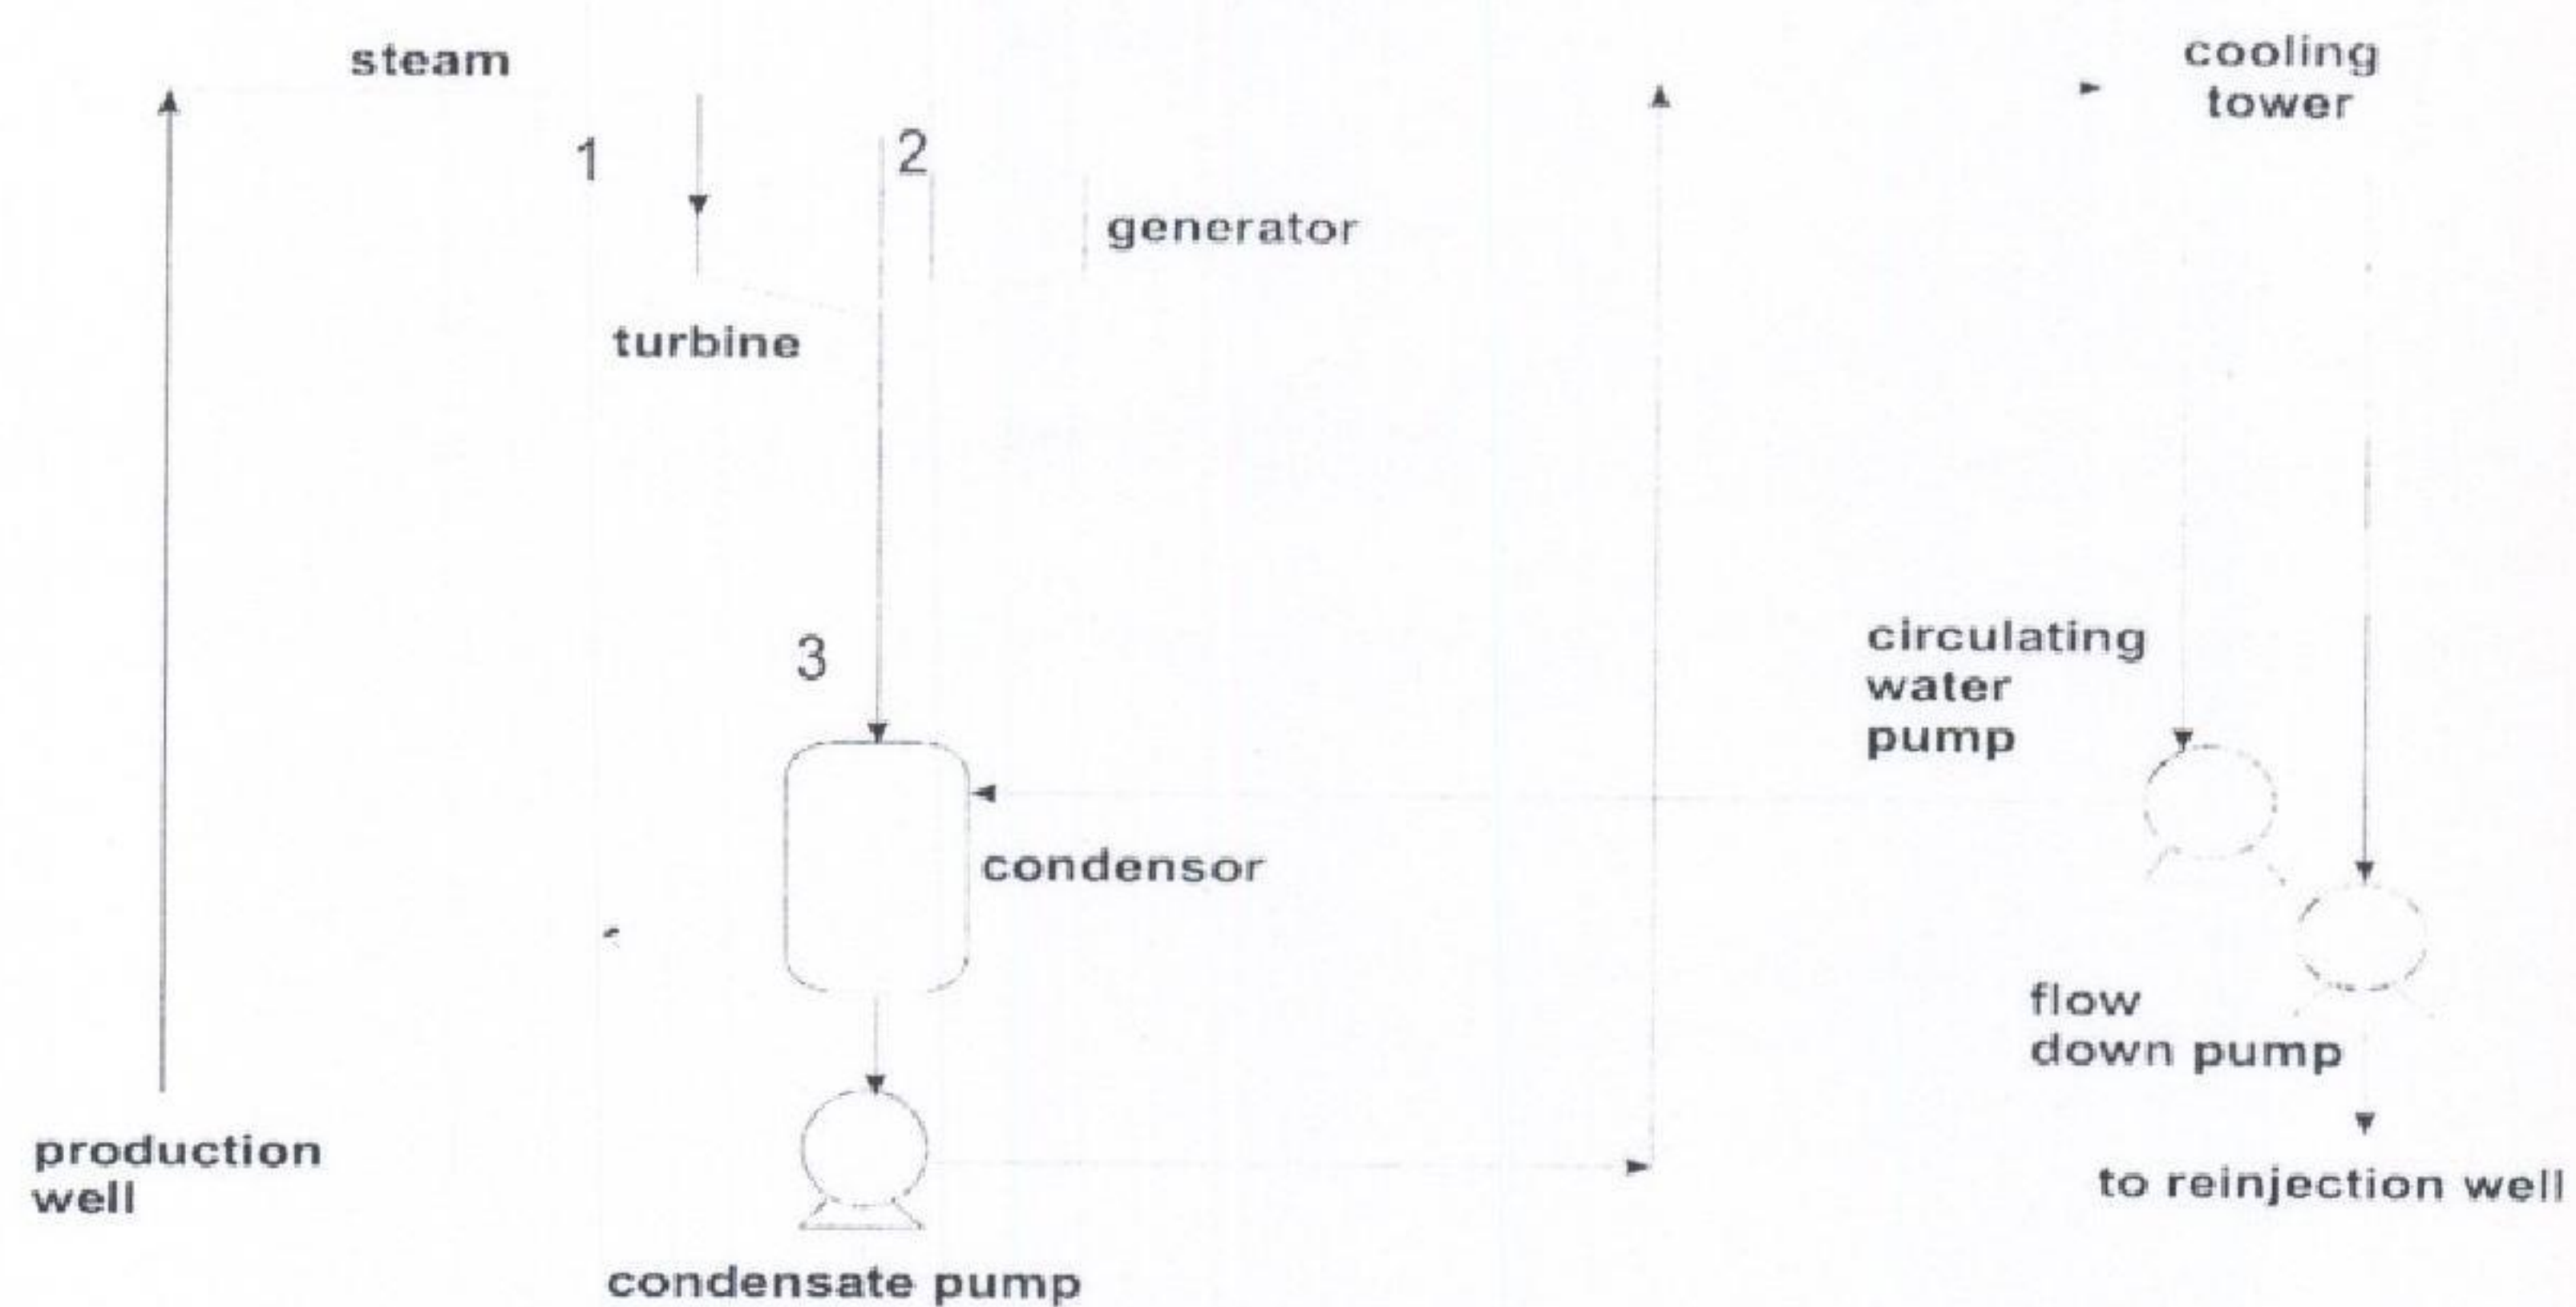 steam
cooling
tower
1
2
generator
turbine
3
circulating
water
pump
condensor
flow
down pump
production
well
to reinjection well
condensate pump